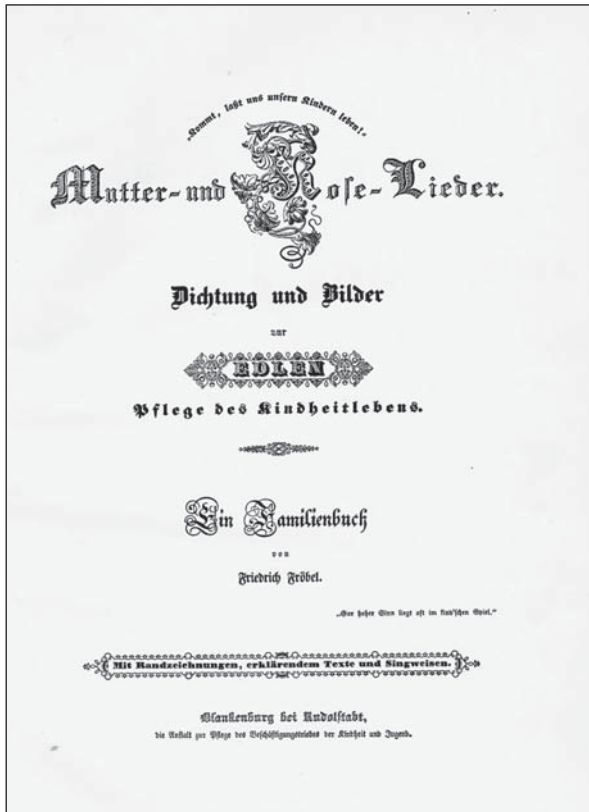 „Kommt, laßt uns unsern Kindern leben!“
Mutter- und Kose-Lieder.
Dichtung und Bilder
zur
EDLEN
Pflege des Kindheitlebens.
Ein Familienbuch
von
Friedrich Fröbel.
„Gar hoher Sinn liegt oft im kind'schen Spiel.“
Mit Randzeichnungen, erklärendem Texte und Singweisen.
Blankenburg bei Rudolstadt,
die Anstalt zur Pflege des Beschäftigungstriebes der Kindheit und Jugend.